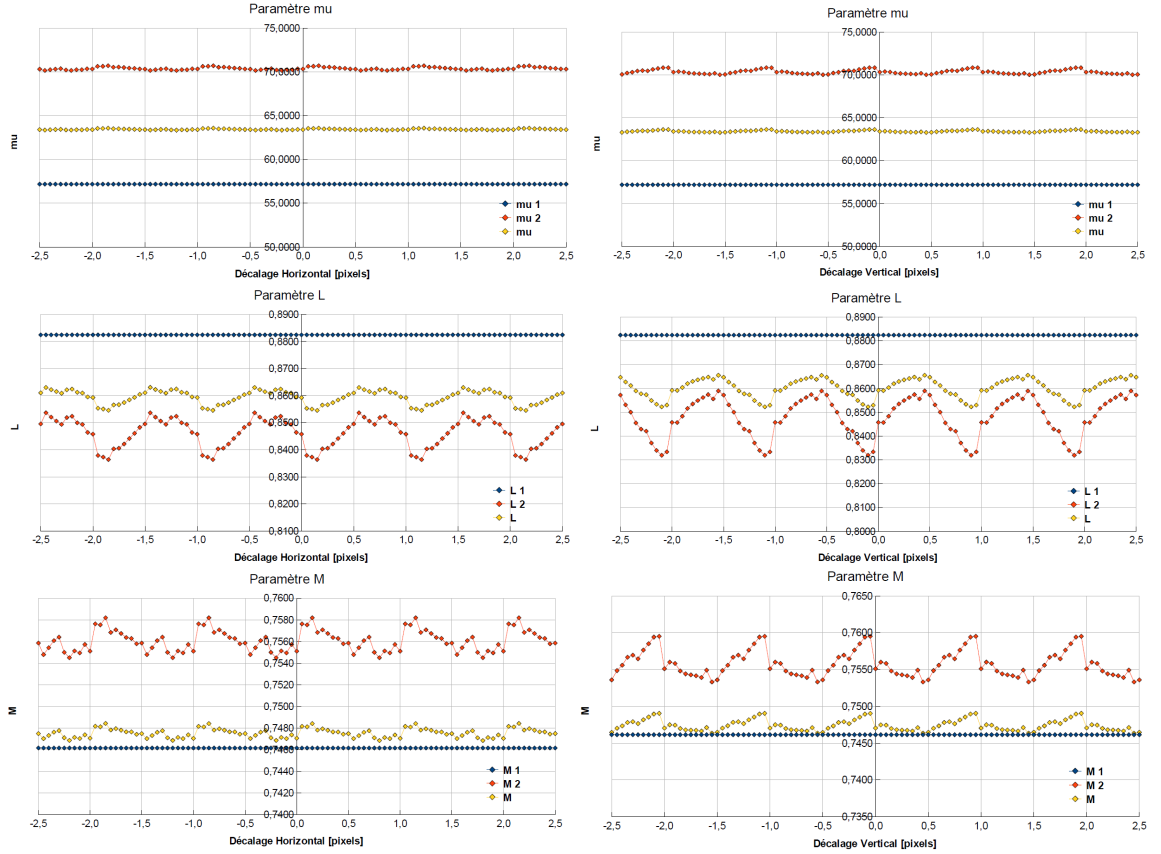 Paramètre mu
75,0000
70,0000
65,0000
60,0000
55,0000
50,0000
mu
-2,5 -2,0 -1,5 -1,0 -0,5 0,0 0,5 1,0 1,5 2,0 2,5
Décalage Horizontal [pixels]
mu 1
mu 2
mu
Paramètre mu
75,0000
70,0000
65,0000
60,0000
55,0000
50,0000
mu
-2,5 -2,0 -1,5 -1,0 -0,5 0,0 0,5 1,0 1,5 2,0 2,5
Décalage Vertical [pixels]
mu 1
mu 2
mu
Paramètre L
0,8900
0,8800
0,8700
0,8600
0,8500
0,8400
0,8300
0,8200
0,8100
L
-2,5 -2,0 -1,5 -1,0 -0,5 0,0 0,5 1,0 1,5 2,0 2,5
Décalage Horizontal [pixels]
L 1
L 2
L
Paramètre L
0,8900
0,8800
0,8700
0,8600
0,8500
0,8400
0,8300
0,8200
0,8100
0,8000
L
-2,5 -2,0 -1,5 -1,0 -0,5 0,0 0,5 1,0 1,5 2,0 2,5
Décalage Vertical [pixels]
L 1
L 2
L
Paramètre M
0,7600
0,7580
0,7560
0,7540
0,7520
0,7500
0,7480
0,7460
0,7440
0,7420
0,7400
M
-2,5 -2,0 -1,5 -1,0 -0,5 0,0 0,5 1,0 1,5 2,0 2,5
Décalage Horizontal [pixels]
M 1
M 2
M
Paramètre M
0,7650
0,7600
0,7550
0,7500
0,7450
0,7400
0,7350
M
-2,5 -2,0 -1,5 -1,0 -0,5 0,0 0,5 1,0 1,5 2,0 2,5
Décalage Vertical [pixels]
M 1
M 2
M